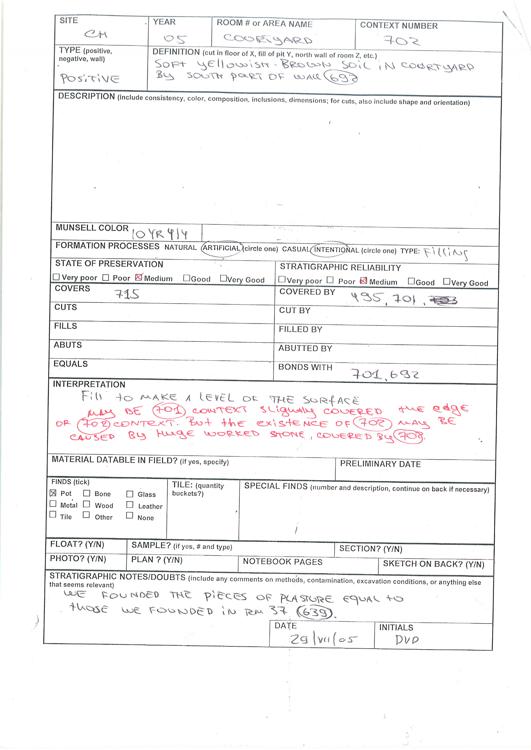 SITE
CH
YEAR
05
ROOM # or AREA NAME
COURTYARD
CONTEXT NUMBER
702
TYPE (positive, negative, wall)
POSITIVE
DEFINITION (cut in floor of X, fill of pit Y, north wall of room Z, etc.)
SOFT YELLOWISH-BROWN SOIL IN COURTYARD
BY SOUTH PART OF WALL 692
DESCRIPTION (include consistency, color, composition, inclusions, dimensions; for cuts, also include shape and orientation)
MUNSELL COLOR 10YR 4/4
FORMATION PROCESSES NATURAL ARTIFICIAL (circle one) CASUAL INTENTIONAL (circle one) TYPE: Filling
STATE OF PRESERVATION
Very poor Poor Medium Good Very Good
STRATIGRAPHIC RELIABILITY
Very poor Poor Medium Good Very Good
COVERS 715
COVERED BY 495, 701,
CUTS
CUT BY
FILLS
FILLED BY
ABUTS
ABUTTED BY
EQUALS
BONDS WITH 701, 692
INTERPRETATION
Fill TO MAKE A LEVEL OF THE SURFACE
MAY BE 701 CONTEXT SLIGHTLY COVERED the edge
OF 702 CONTEXT. But the existence OF 702 MAY BE
CAUSED BY HUGE WORKED STONE, COVERED BY
MATERIAL DATABLE IN FIELD? (if yes, specify)
PRELIMINARY DATE
FINDS (tick)
Pot Bone Glass
Metal Wood Leather
Tile Other None
TILE: (quantity buckets?)
SPECIAL FINDS (number and description, continue on back if necessary)
FLOAT? (Y/N)
SAMPLE? (if yes, # and type)
SECTION? (Y/N)
PHOTO? (Y/N)
PLAN ? (Y/N)
NOTEBOOK PAGES
SKETCH ON BACK? (Y/N)
STRATIGRAPHIC NOTES/DOUBTS (include any comments on methods, contamination, excavation conditions, or anything else
that seems relevant)
WE FOUNDED THE PIECES OF PLASTURE EQUAL TO
THOSE WE FOUNDED IN RM 37 639.
DATE
29/VII/05
INITIALS
DVD